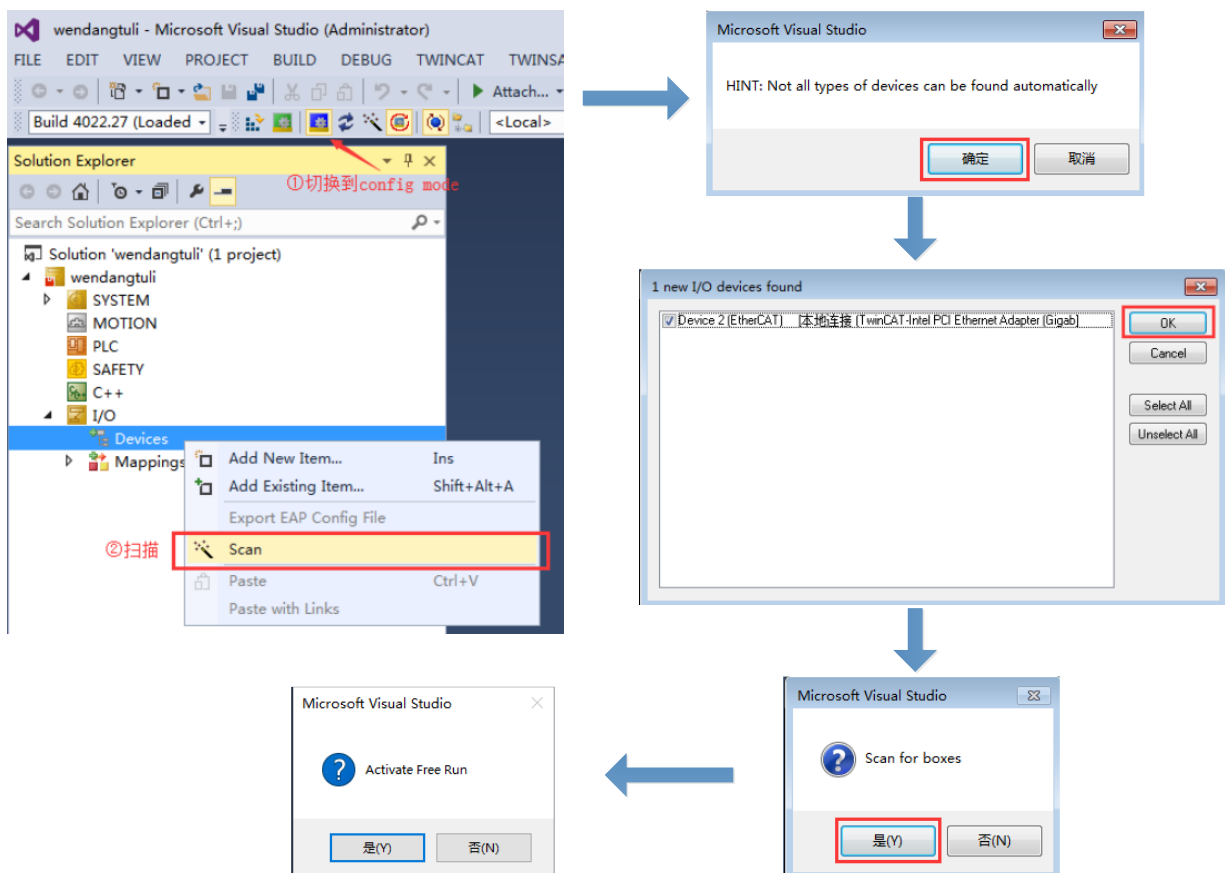 wendangtuli - Microsoft Visual Studio (Administrator)
FILE EDIT VIEW PROJECT BUILD DEBUG TWINCAT TWINSA
Attach...
Build 4022.27 (Loaded
<Local>
Solution Explorer
①切换到config mode
Search Solution Explorer (Ctrl+;)
Solution 'wendangtuli' (1 project)
wendangtuli
SYSTEM
MOTION
PLC
SAFETY
C++
I/O
Devices
Mappings
Add New Item... Ins
Add Existing Item... Shift+Alt+A
Export EAP Config File
②扫描
Scan
Paste Ctrl+V
Paste with Links
Microsoft Visual Studio
HINT: Not all types of devices can be found automatically
确定 取消
1 new I/O devices found
Device 2 (EtherCAT) [本地连接 (TwinCAT-Intel PCI Ethernet Adapter (Gigab]
OK
Cancel
Select All
Unselect All
Microsoft Visual Studio
Scan for boxes
是(Y) 否(N)
Microsoft Visual Studio
Activate Free Run
是(Y) 否(N)